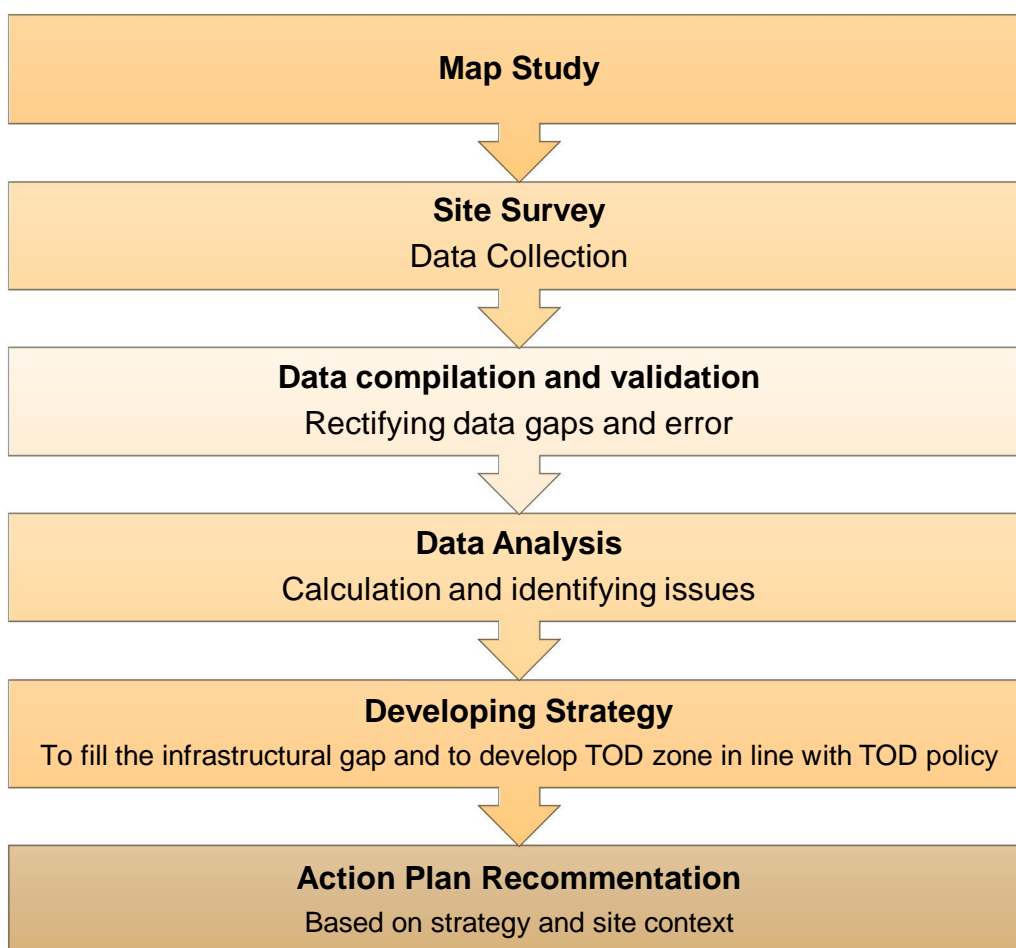 Map Study
Site Survey
Data Collection
Data compilation and validation
Rectifying data gaps and error
Data Analysis
Calculation and identifying issues
Developing Strategy
To fill the infrastructural gap and to develop TOD zone in line with TOD policy
Action Plan Recommentation
Based on strategy and site context